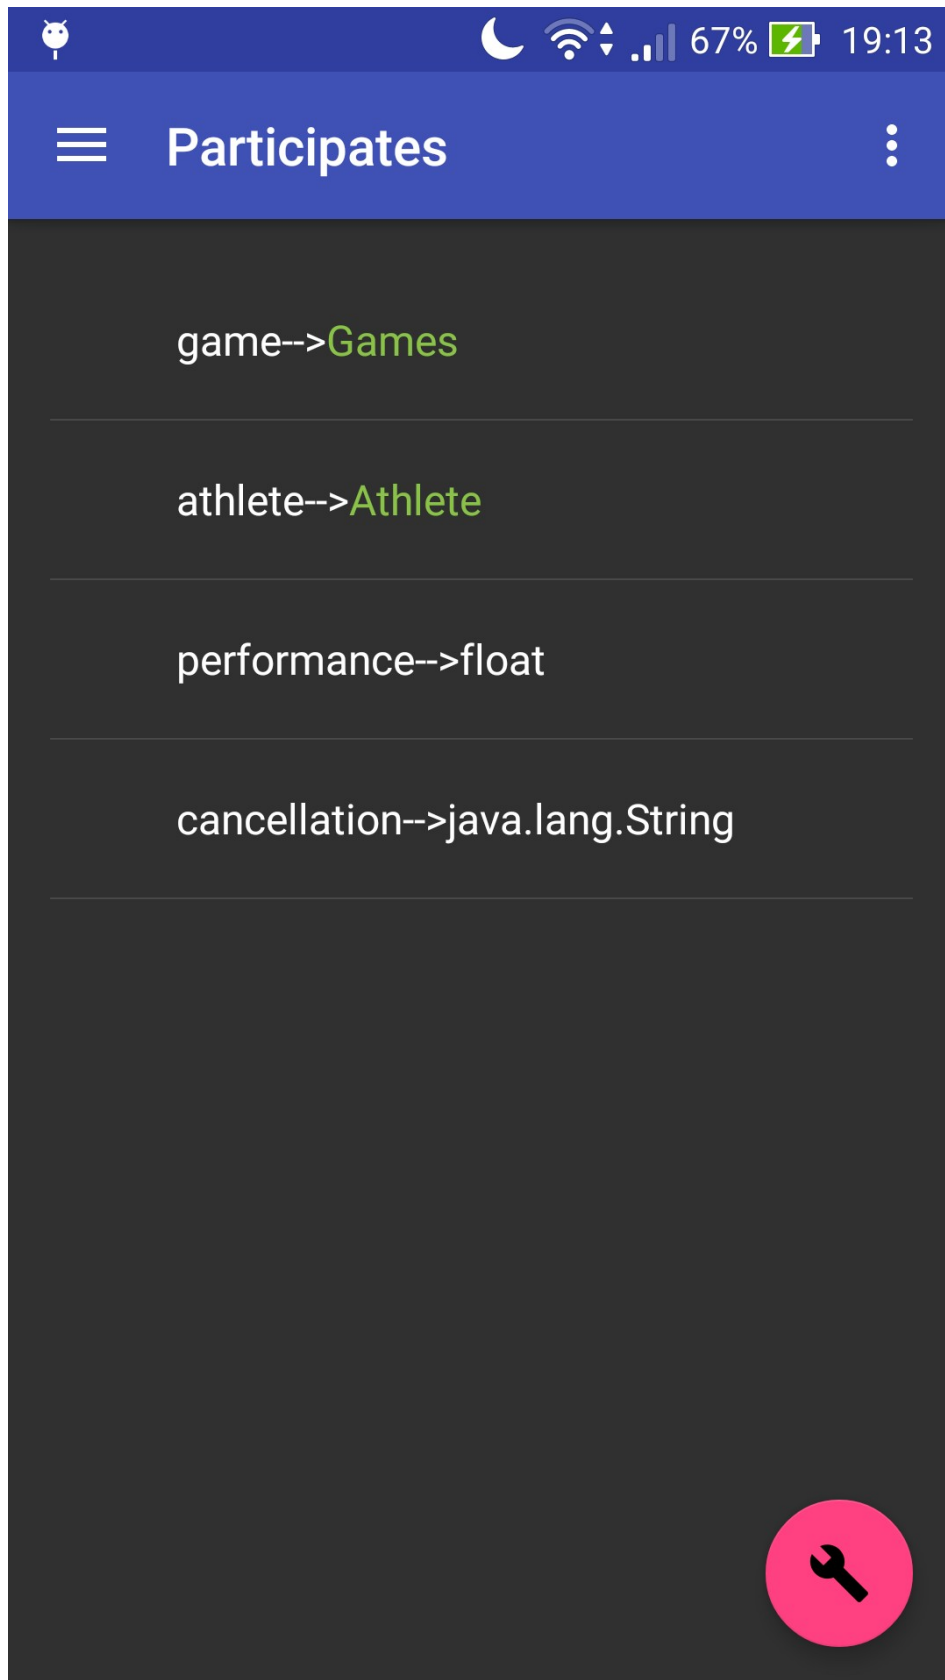 67% 19:13
Participates
game-->Games
athlete-->Athlete
performance-->float
cancellation-->java.lang.String